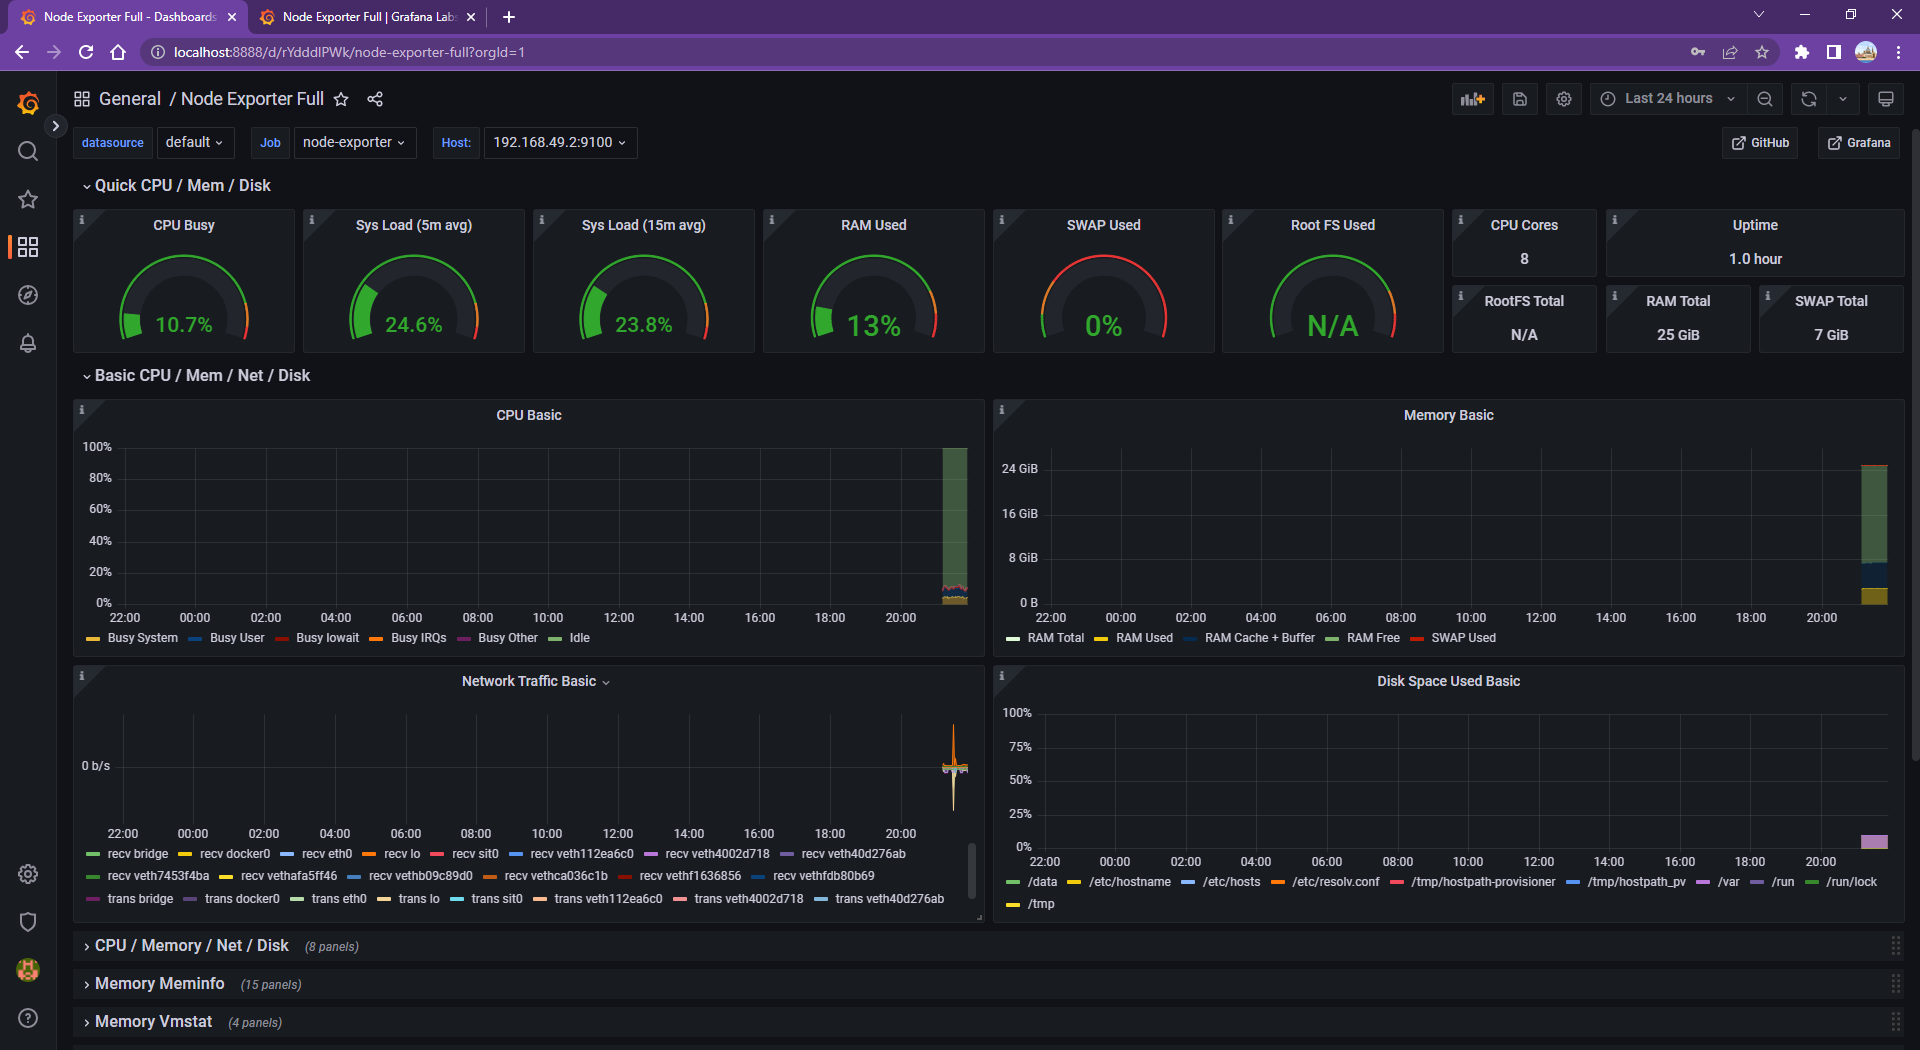 Node Exporter Full - Dashboards
Node Exporter Full | Grafana Lab
localhost:8888/d/rYdddlPWk/node-exporter-full?orgId=1
General / Node Exporter Full
Last 24 hours
datasource default Job node-exporter Host: 192.168.49.2:9100
GitHub Grafana
Quick CPU / Mem / Disk
CPU Busy
10.7%
Sys Load (5m avg)
24.6%
Sys Load (15m avg)
23.8%
RAM Used
13%
SWAP Used
0%
Root FS Used
N/A
CPU Cores
8
Uptime
1.0 hour
RootFS Total
N/A
RAM Total
25 GiB
SWAP Total
7 GiB
Basic CPU / Mem / Net / Disk
CPU Basic
100%
80%
60%
40%
20%
0%
22:00 00:00 02:00 04:00 06:00 08:00 10:00 12:00 14:00 16:00 18:00 20:00
Busy System Busy User Busy Iowait Busy IRQs Busy Other Idle
Memory Basic
24 GiB
16 GiB
8 GiB
0 B
22:00 00:00 02:00 04:00 06:00 08:00 10:00 12:00 14:00 16:00 18:00 20:00
RAM Total RAM Used RAM Cache + Buffer RAM Free SWAP Used
Network Traffic Basic
0 b/s
22:00 00:00 02:00 04:00 06:00 08:00 10:00 12:00 14:00 16:00 18:00 20:00
recv bridge recv docker0 recv eth0 recv lo recv sit0 recv veth112ea6c0 recv veth4002d718 recv veth40d276ab
recv veth7453f4ba recv vethafa5ff46 recv vethb09c89d0 recv vethca036c1b recv vethf1636856 recv vethfdb80b69
trans bridge trans docker0 trans eth0 trans lo trans sit0 trans veth112ea6c0 trans veth4002d718 trans veth40d276ab
Disk Space Used Basic
100%
75%
50%
25%
0%
22:00 00:00 02:00 04:00 06:00 08:00 10:00 12:00 14:00 16:00 18:00 20:00
/data /etc/hostname /etc/hosts /etc/resolv.conf /tmp/hostpath-provisioner /tmp/hostpath_pv /var /run /run/lock
/tmp
CPU / Memory / Net / Disk (8 panels)
Memory Meminfo (15 panels)
Memory Vmstat (4 panels)